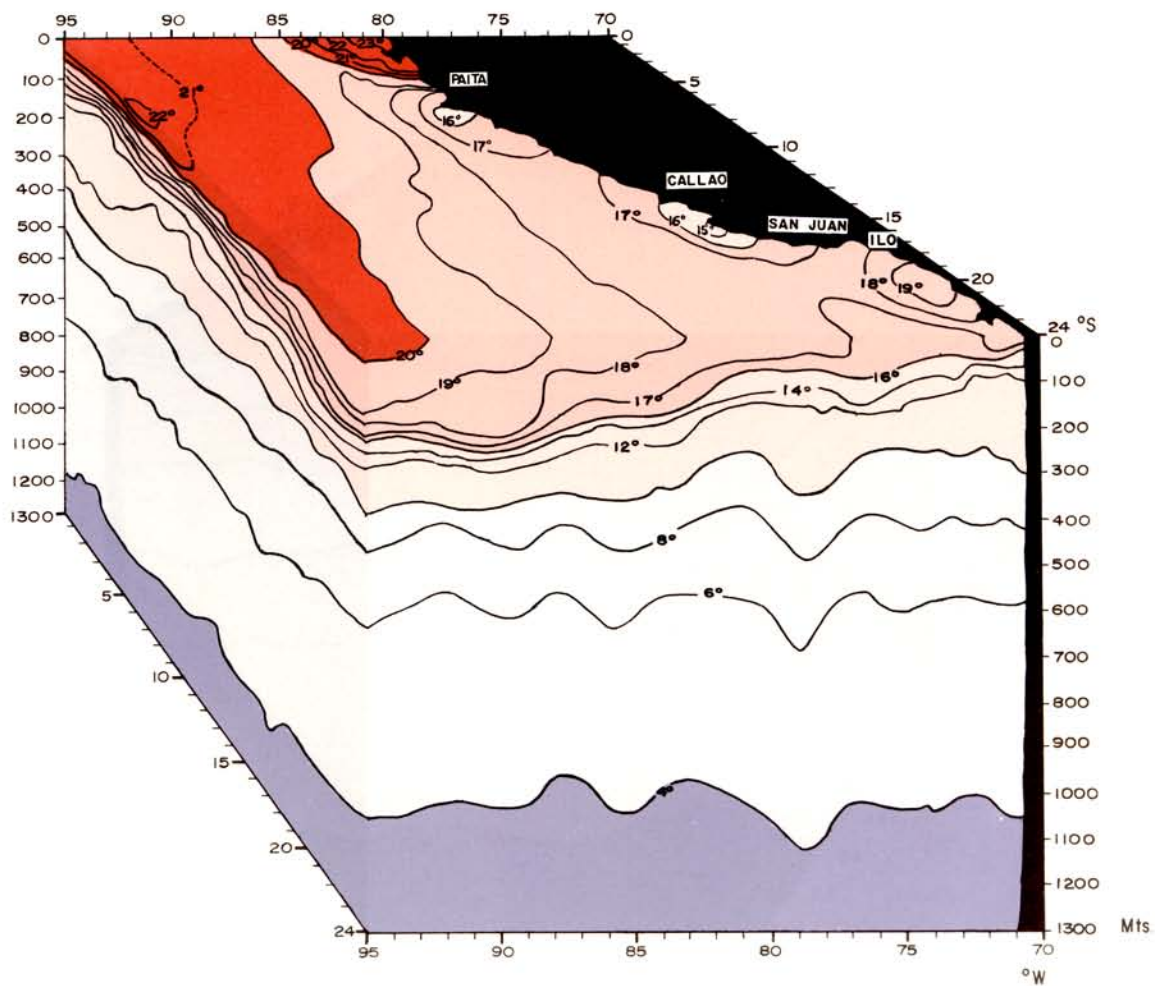 95 90 85 80 75 70
0 20° 22 23° 0
21°
100 PAITA 5
21°
200 22° 16°
17° 10
300
400 CALLAO
17° 16° 15
500 15° SAN JUAN
ILO
600 18° 20
700 19°
800 24 °S
20° 0
900 19° 18° 16° 100
1000 17° 14°
1100 12° 200
1200 300
1300 400
8°
500
5 6° 600
10 700
800
15 900
4° 1000
20 1100
1200
24 1300 Mts
95 90 85 80 75 70
°W